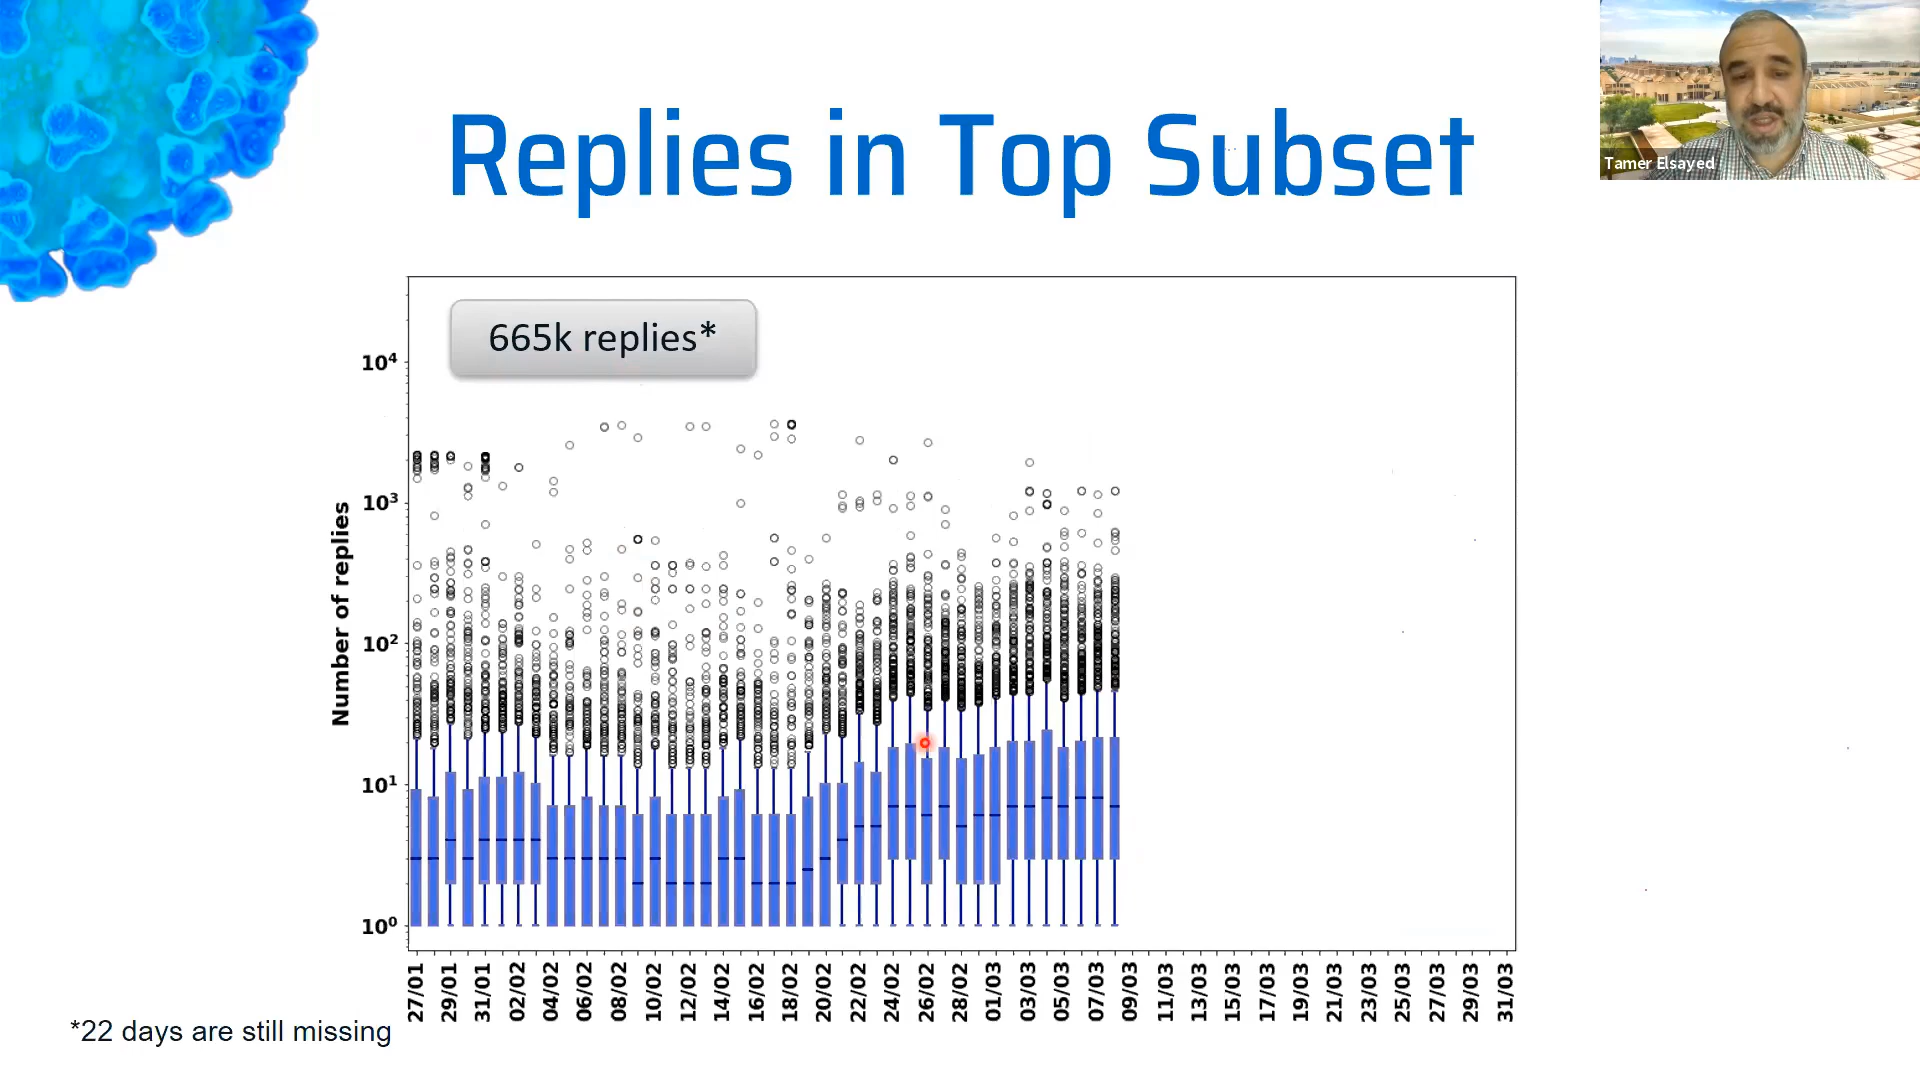 Replies in Top Subset
Tamer Elsayed
665k replies*
Number of replies
10⁴
10³
10²
10¹
10⁰
27/01 29/01 31/01 02/02 04/02 06/02 08/02 10/02 12/02 14/02 16/02 18/02 20/02 22/02 24/02 26/02 28/02 01/03 03/03 05/03 07/03 09/03 11/03 13/03 15/03 17/03 19/03 21/03 23/03 25/03 27/03 29/03 31/03
*22 days are still missing